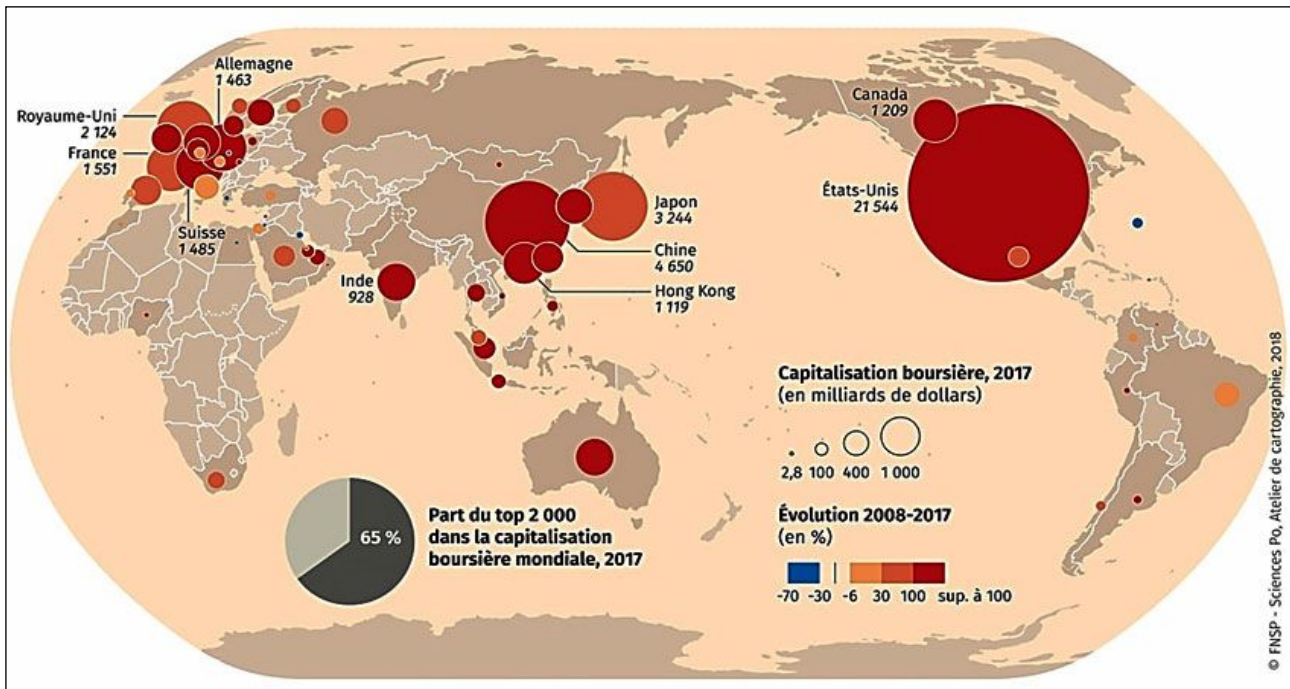 Allemagne
1 463
Royaume-Uni
2 124
France
1 551
Suisse
1 485
Inde
928
Japon
3 244
Chine
4 650
Hong Kong
1 119
Canada
1 209
États-Unis
21 544
Part du top 2 000
dans la capitalisation
boursière mondiale, 2017
65 %
Capitalisation boursière, 2017
(en milliards de dollars)
2,8 100 400 1 000
Évolution 2008-2017
(en %)
-70 -30 -6 30 100 sup. à 100
© FNSP - Sciences Po, Atelier de cartographie, 2018